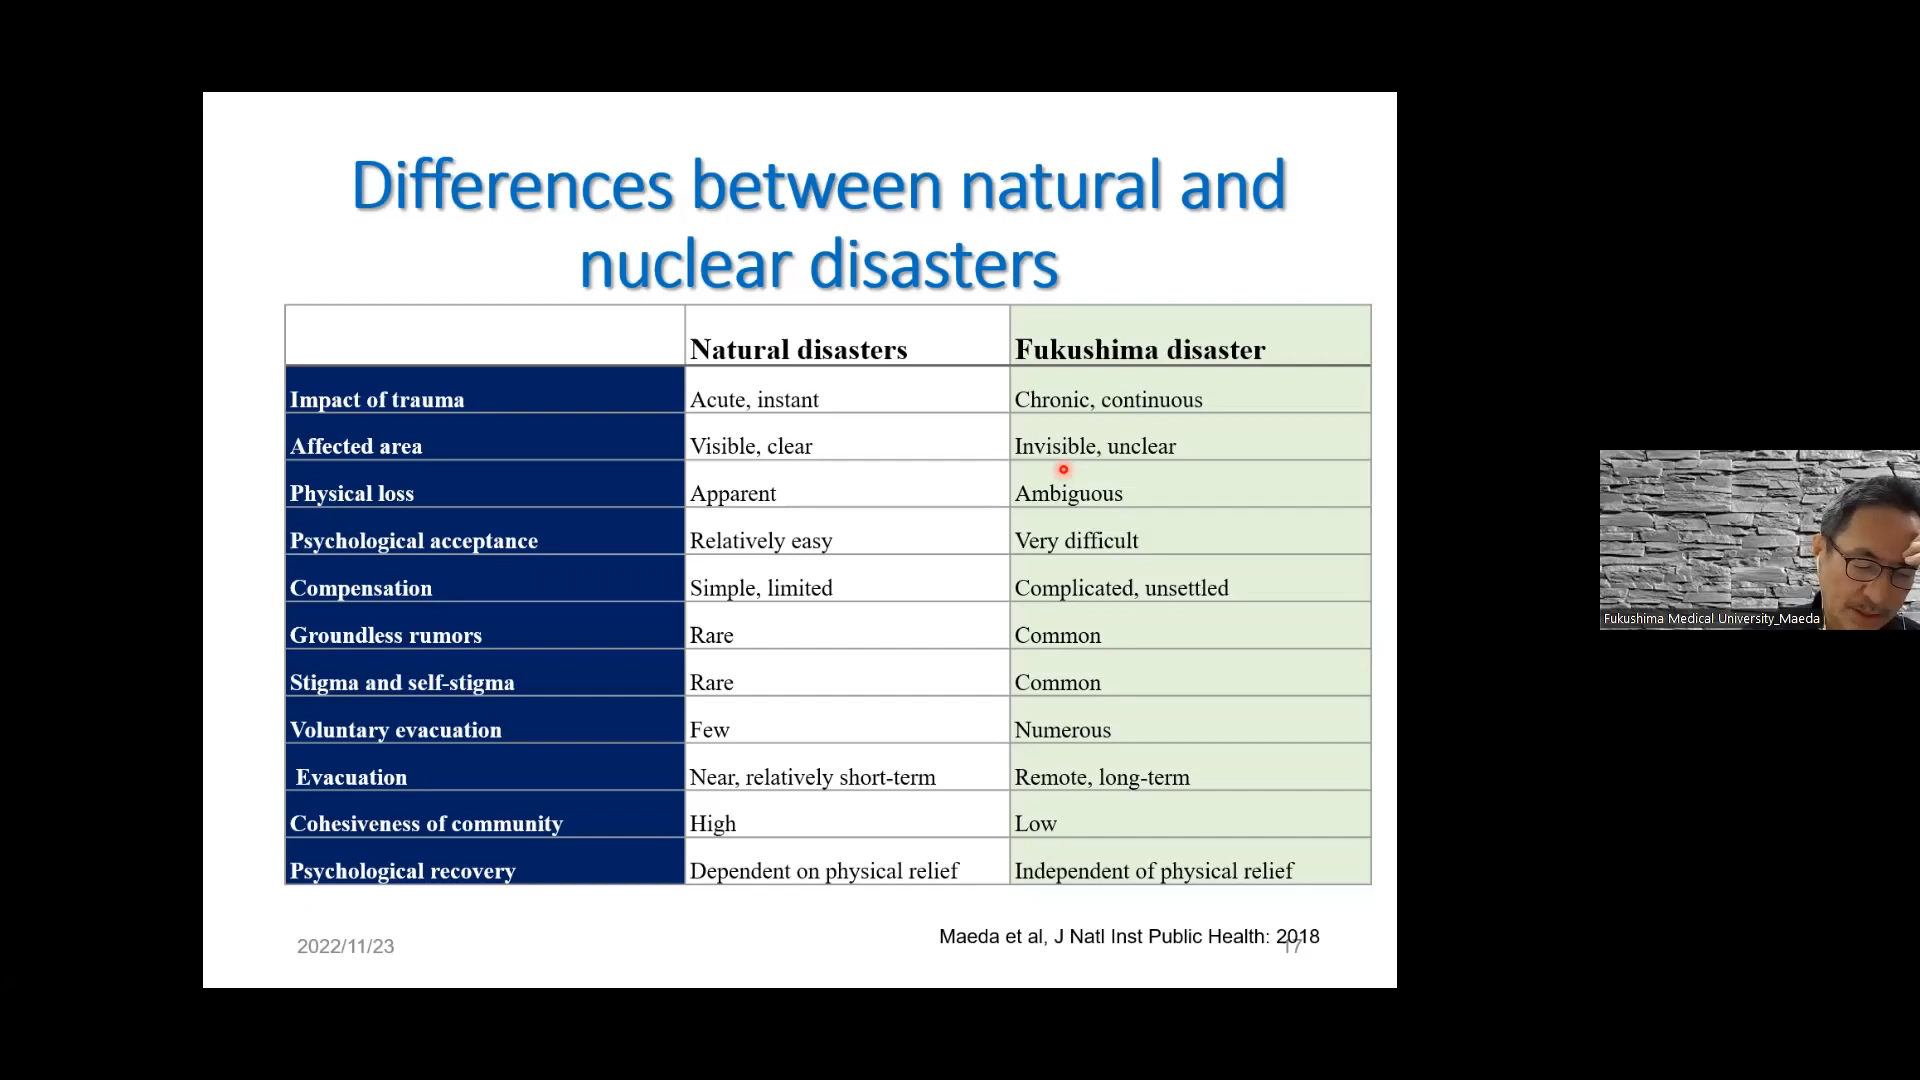 Differences between natural and
nuclear disasters
Natural disasters Fukushima disaster
Impact of trauma Acute, instant Chronic, continuous
Affected area Visible, clear Invisible, unclear
Physical loss Apparent Ambiguous
Psychological acceptance Relatively easy Very difficult
Compensation Simple, limited Complicated, unsettled
Groundless rumors Rare Common
Stigma and self-stigma Rare Common
Voluntary evacuation Few Numerous
Evacuation Near, relatively short-term Remote, long-term
Cohesiveness of community High Low
Psychological recovery Dependent on physical relief Independent of physical relief
Maeda et al, J Natl Inst Public Health: 2018
2022/11/23 17
Fukushima Medical University_Maeda